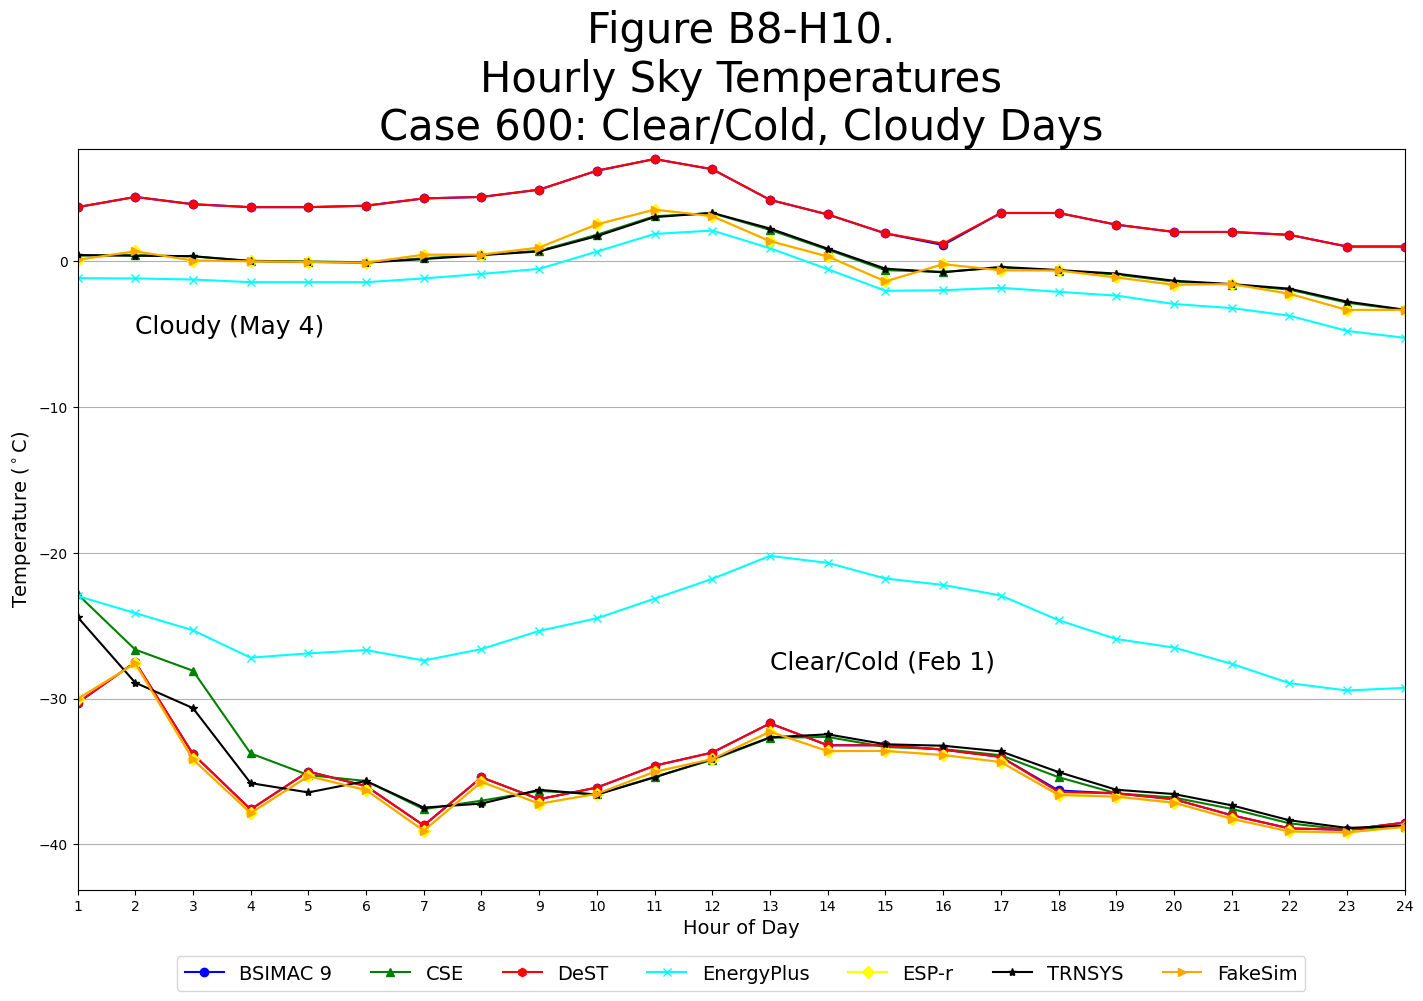 Figure B8-H10.
Hourly Sky Temperatures
Case 600: Clear/Cold, Cloudy Days
Temperature (°C)
0
−10
−20
−30
−40
Cloudy (May 4)
Clear/Cold (Feb 1)
1 2 3 4 5 6 7 8 9 10 11 12 13 14 15 16 17 18 19 20 21 22 23 24
Hour of Day
BSIMAC 9 CSE DeST EnergyPlus ESP-r TRNSYS FakeSim